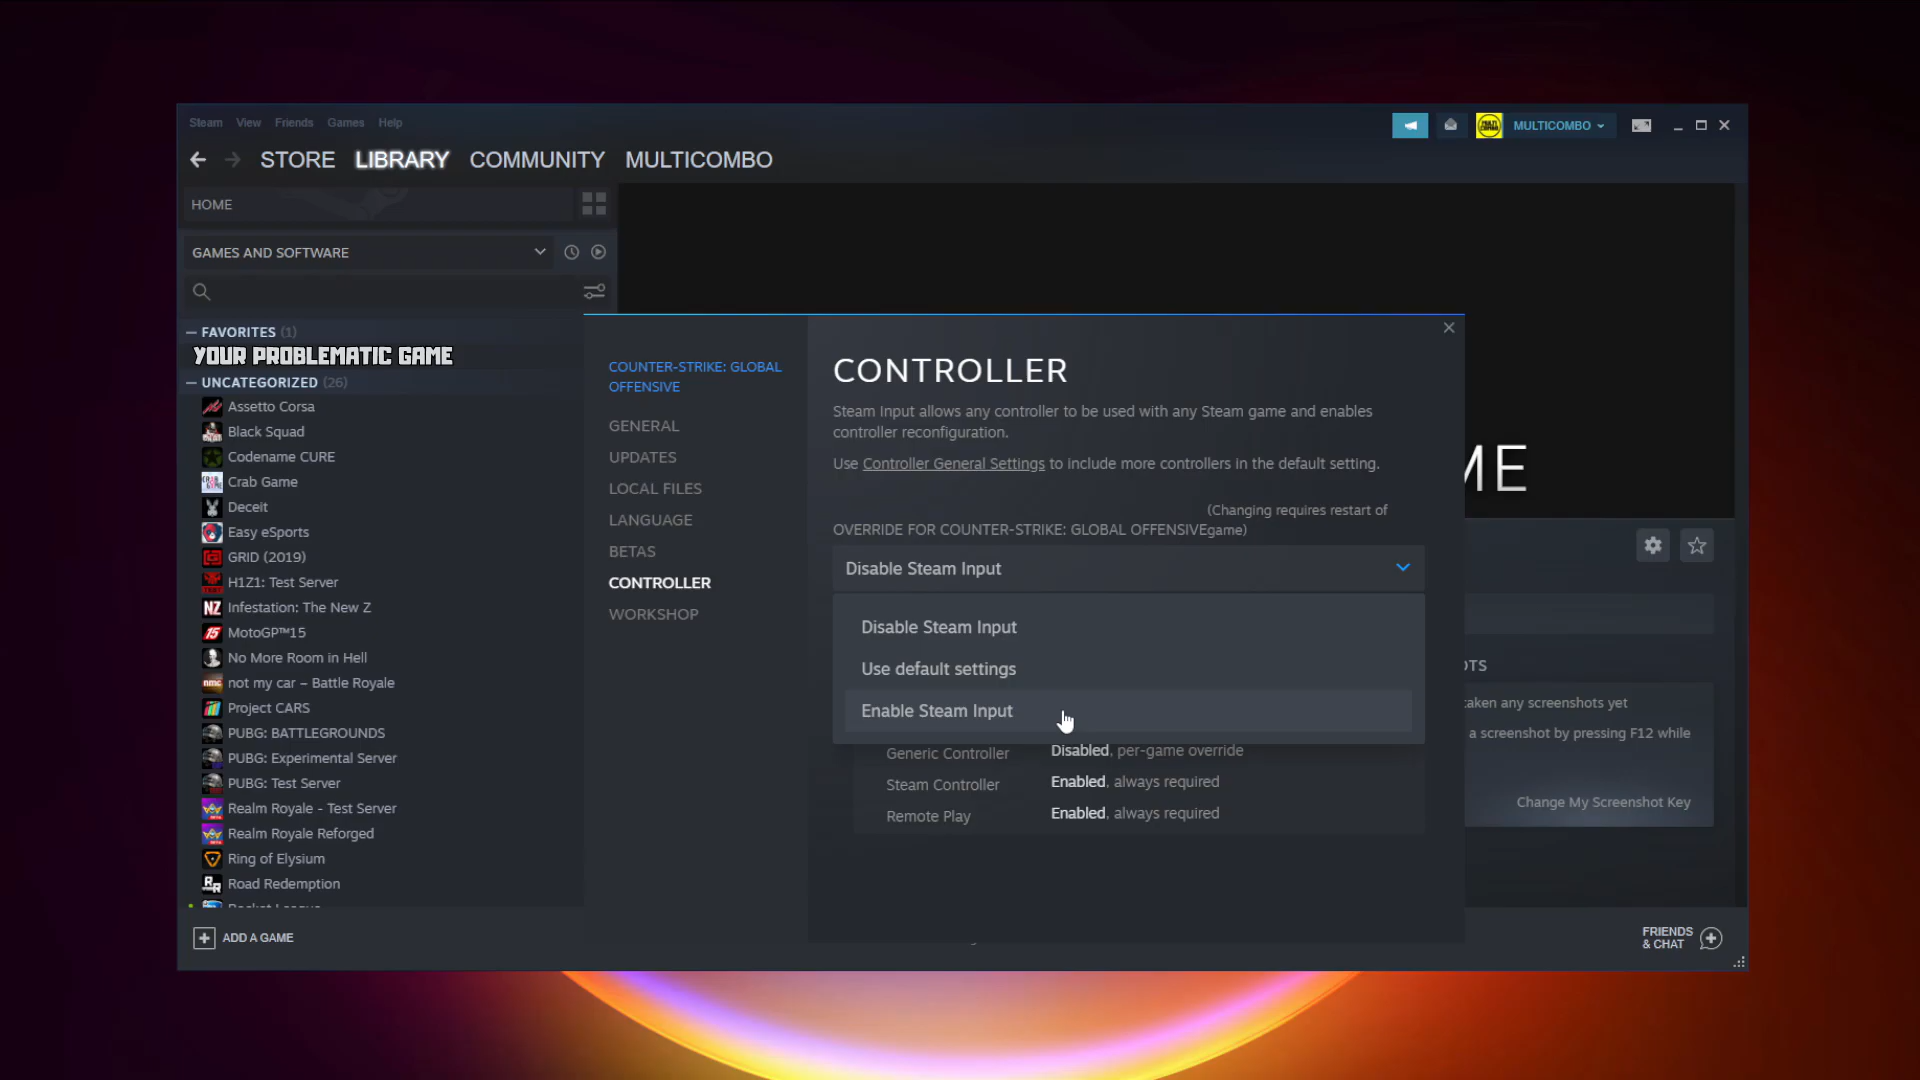 Steam View Friends Games Help
MULTICOMBO
STORE LIBRARY COMMUNITY MULTICOMBO
HOME
GAMES AND SOFTWARE
FAVORITES (1)
YOUR PROBLEMATIC GAME
UNCATEGORIZED (26)
Assetto Corsa
Black Squad
Codename CURE
Crab Game
Deceit
Easy eSports
GRID (2019)
H1Z1: Test Server
Infestation: The New Z
MotoGP™15
No More Room in Hell
not my car – Battle Royale
Project CARS
PUBG: BATTLEGROUNDS
PUBG: Experimental Server
PUBG: Test Server
Realm Royale - Test Server
Realm Royale Reforged
Ring of Elysium
Road Redemption
Rocket League
ADD A GAME
COUNTER-STRIKE: GLOBAL
OFFENSIVE
GENERAL
UPDATES
LOCAL FILES
LANGUAGE
BETAS
CONTROLLER
WORKSHOP
CONTROLLER
Steam Input allows any controller to be used with any Steam game and enables
controller reconfiguration.
Use Controller General Settings to include more controllers in the default setting.
(Changing requires restart of
OVERRIDE FOR COUNTER-STRIKE: GLOBAL OFFENSIVEgame)
Disable Steam Input
Disable Steam Input
Use default settings
Enable Steam Input
Generic Controller Disabled, per-game override
Steam Controller Enabled, always required
Remote Play Enabled, always required
ME
OTS
taken any screenshots yet
a screenshot by pressing F12 while
Change My Screenshot Key
FRIENDS
& CHAT